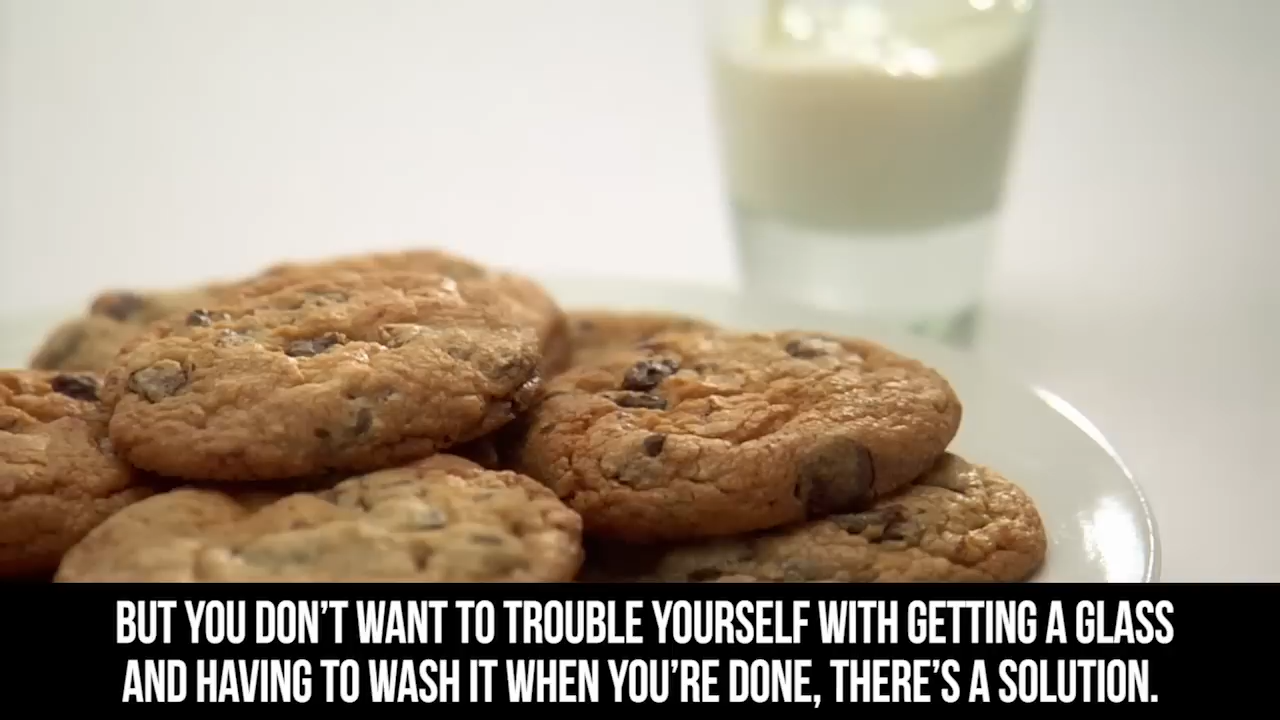 BUT YOU DON'T WANT TO TROUBLE YOURSELF WITH GETTING A GLASS
AND HAVING TO WASH IT WHEN YOU'RE DONE, THERE'S A SOLUTION.